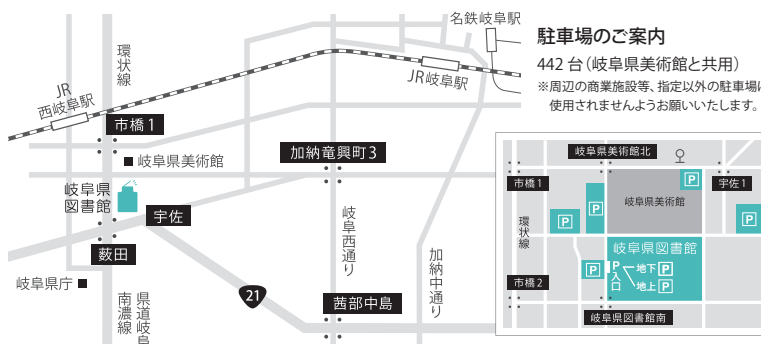 名鉄岐阜駅
環状線
JR
西岐阜駅
JR岐阜駅
市橋1
岐阜県美術館
加納竜興町3
岐阜県
図書館
宇佐
薮田
岐阜西通り
加納中通り
岐阜県庁
21
県道岐阜
南濃線
茜部中島
駐車場のご案内
442 台（岐阜県美術館と共用）
※周辺の商業施設等、指定以外の駐車場は
使用されませんようお願いいたします。
岐阜県美術館北
市橋1
P
宇佐1
岐阜県美術館
P
P
P
環状線
岐阜県図書館
P
P入口
地下 P
地上 P
市橋2
岐阜県図書館南